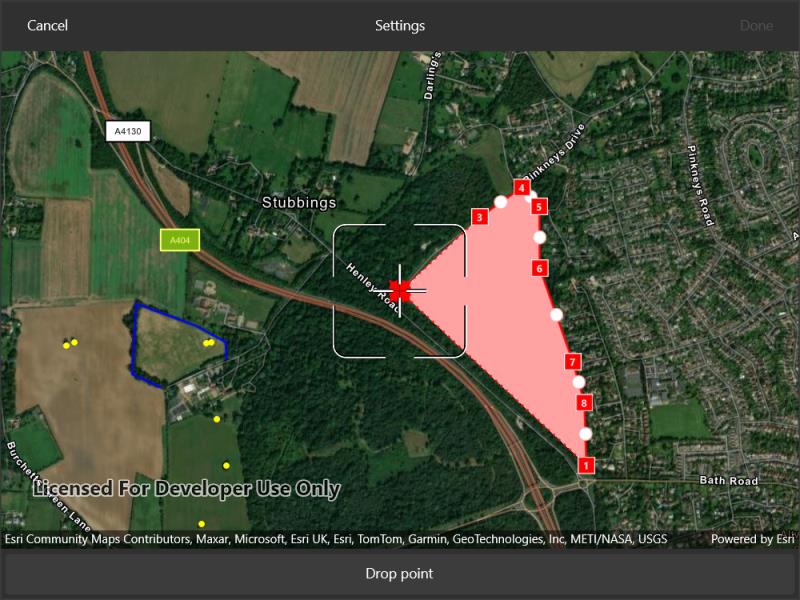 Cancel
Settings
Done
Darling's
A4130
Pinkneys Drive
Pinkneys Road
4
Stubbings
5
3
A404
A
6
Henley Road
7
8
1
Burchetts Green Lane
Bath Road
Licensed For Developer Use Only
Esri Community Maps Contributors, Maxar, Microsoft, Esri UK, Esri, TomTom, Garmin, GeoTechnologies, Inc, METI/NASA, USGS
Powered by Esri
Drop point